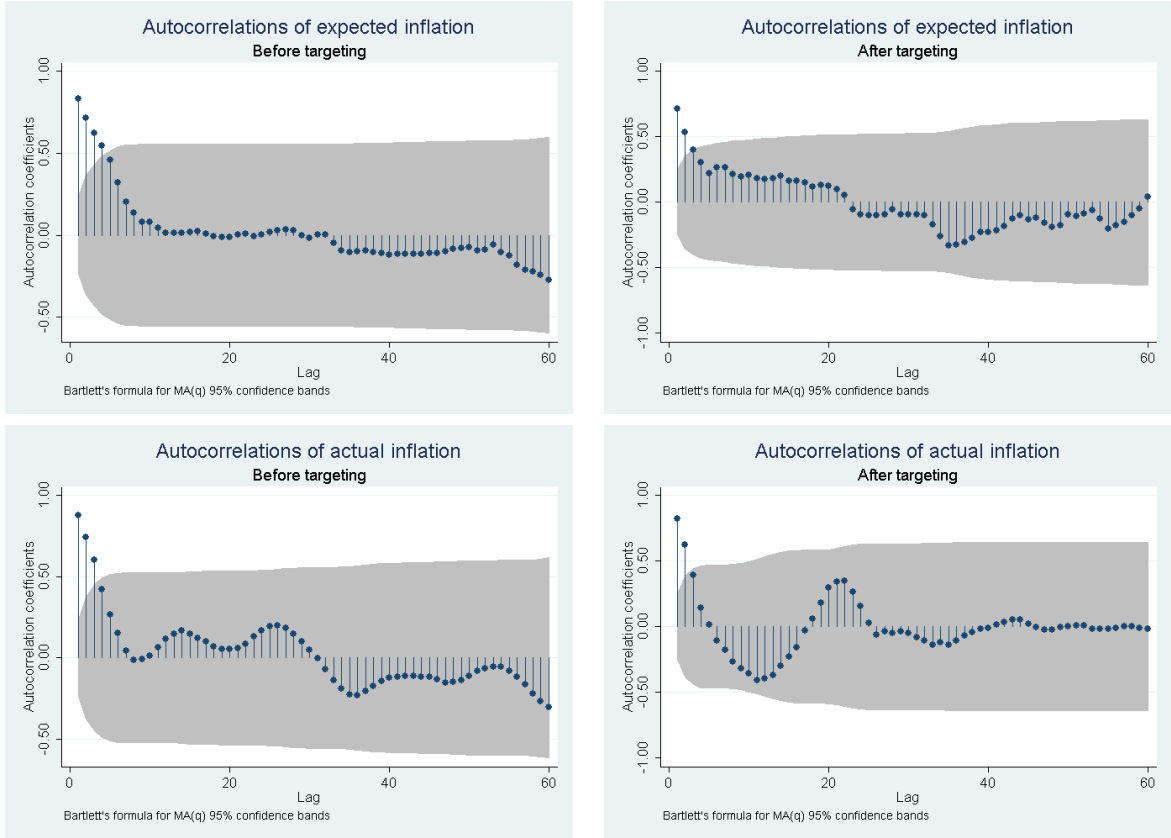 Autocorrelations of expected inflation
Before targeting
Autocorrelation coefficients
1.00
0.50
0.00
-0.50
0
20
40
60
Lag
Bartlett's formula for MA(q) 95% confidence bands
Autocorrelations of expected inflation
After targeting
Autocorrelation coefficients
1.00
0.50
0.00
-0.50
-1.00
0
20
40
60
Lag
Bartlett's formula for MA(q) 95% confidence bands
Autocorrelations of actual inflation
Before targeting
Autocorrelation coefficients
1.00
0.50
0.00
-0.50
0
20
40
60
Lag
Bartlett's formula for MA(q) 95% confidence bands
Autocorrelations of actual inflation
After targeting
Autocorrelation coefficients
1.00
0.50
0.00
-0.50
-1.00
0
20
40
60
Lag
Bartlett's formula for MA(q) 95% confidence bands